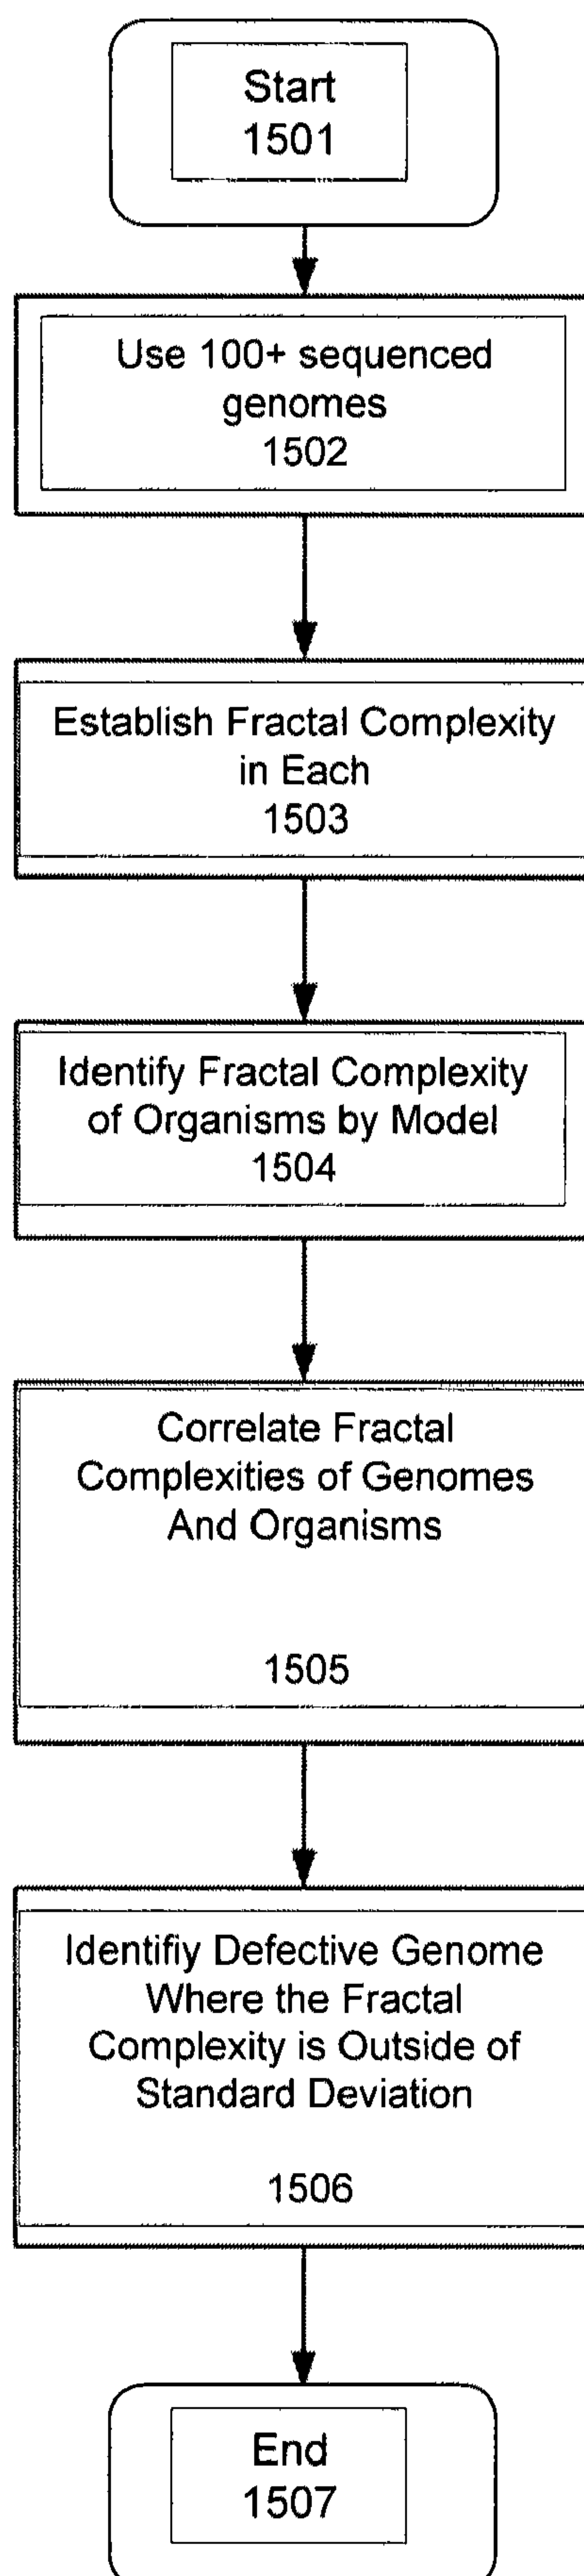 Start
1501
Use 100+ sequenced
genomes
1502
Establish Fractal Complexity
in Each
1503
Identify Fractal Complexity
of Organisms by Model
1504
Correlate Fractal
Complexities of Genomes
And Organisms
1505
Identifiy Defective Genome
Where the Fractal
Complexity is Outside of
Standard Deviation
1506
End
1507